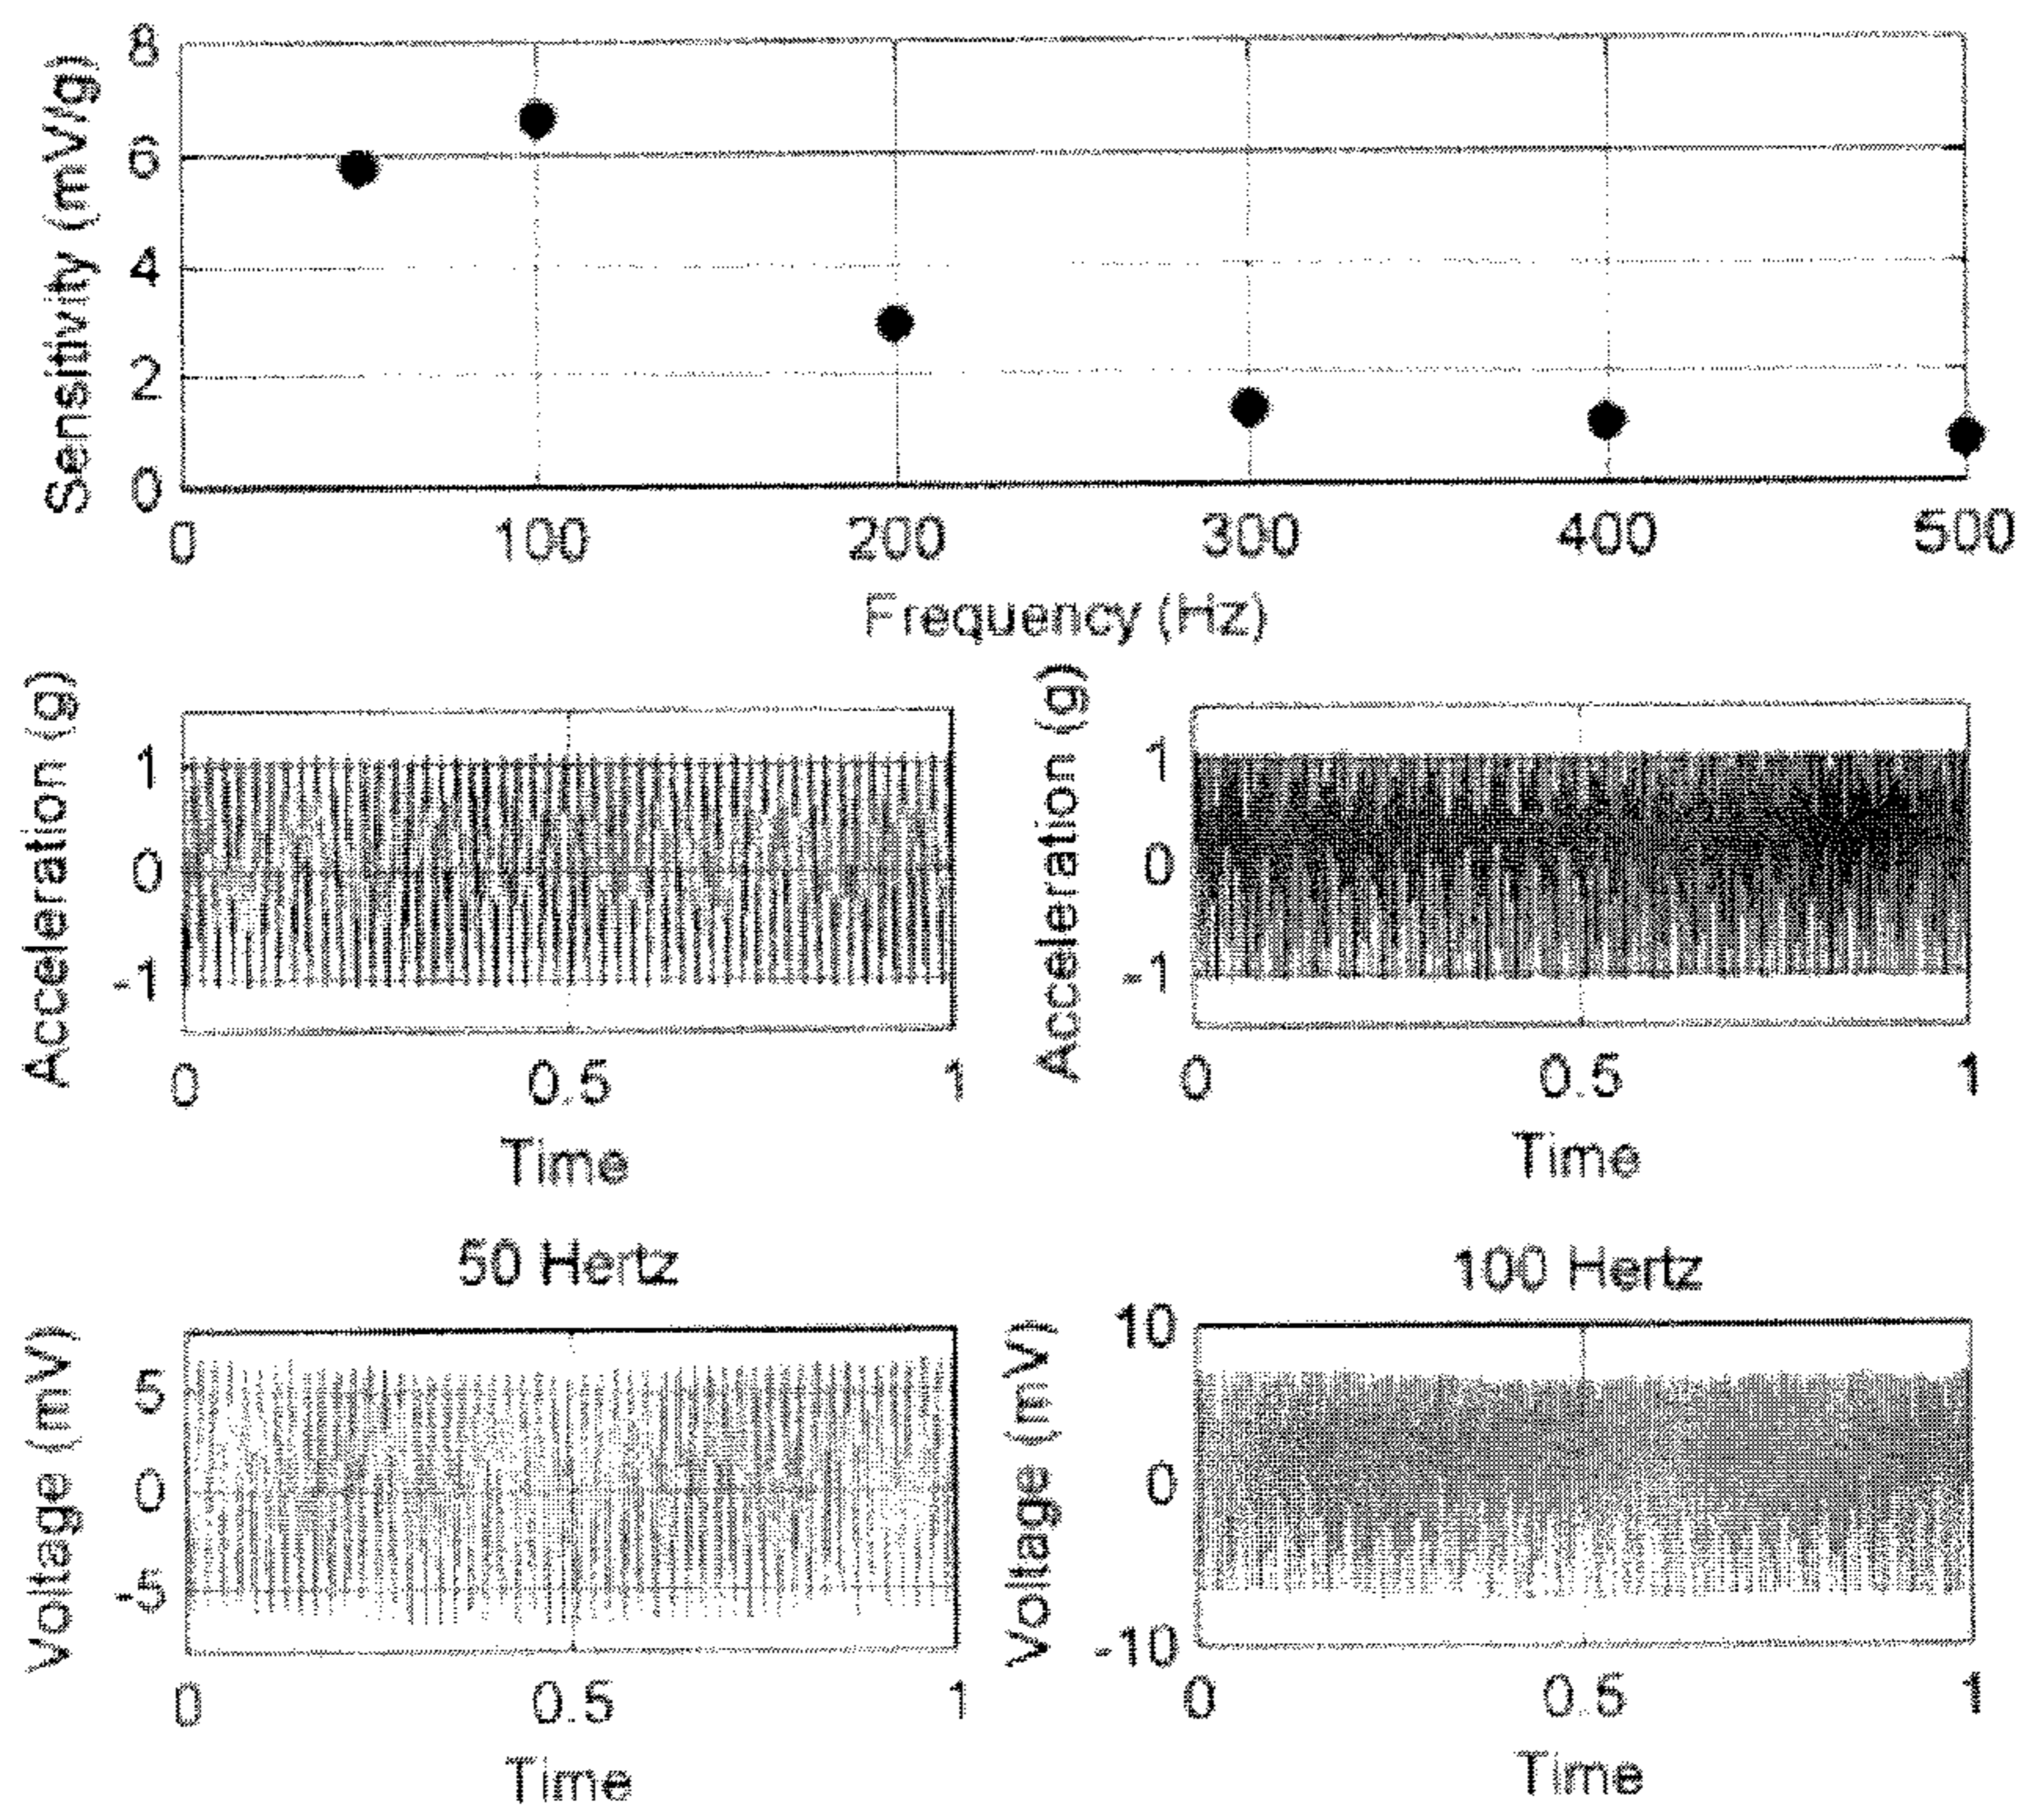 Sensitivity (mV/g)
8
6
4
2
0
0 100 200 300 400 500
Frequency (Hz)
Acceleration (g)
1
0
-1
0 0.5 1
Time
Acceleration (g)
1
0
-1
0 0.5 1
Time
50 Hertz
Voltage (mV)
5
0
-5
0 0.5 1
Time
100 Hertz
Voltage (mV)
10
0
-10
0 0.5 1
Time